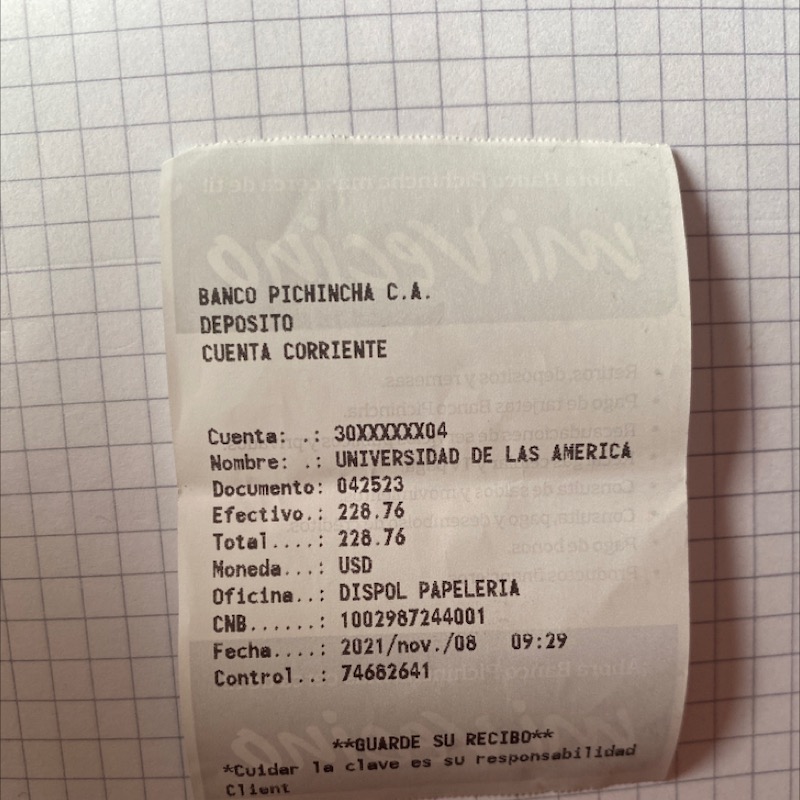 BANCO PICHINCHA C.A.
DEPOSITO
CUENTA CORRIENTE
Cuenta: .: 30XXXXXX04
Nombre: .: UNIVERSIDAD DE LAS AMERICA
Documento: 042523
Efectivo.: 228.76
Total....: 228.76
Moneda...: USD
Oficina..: DISPOL PAPELERIA
CNB......: 1002987244001
Fecha....: 2021/nov./08 09:29
Control..: 74682641
**GUARDE SU RECIBO**
*Cuidar la clave es su responsabilidad
Client